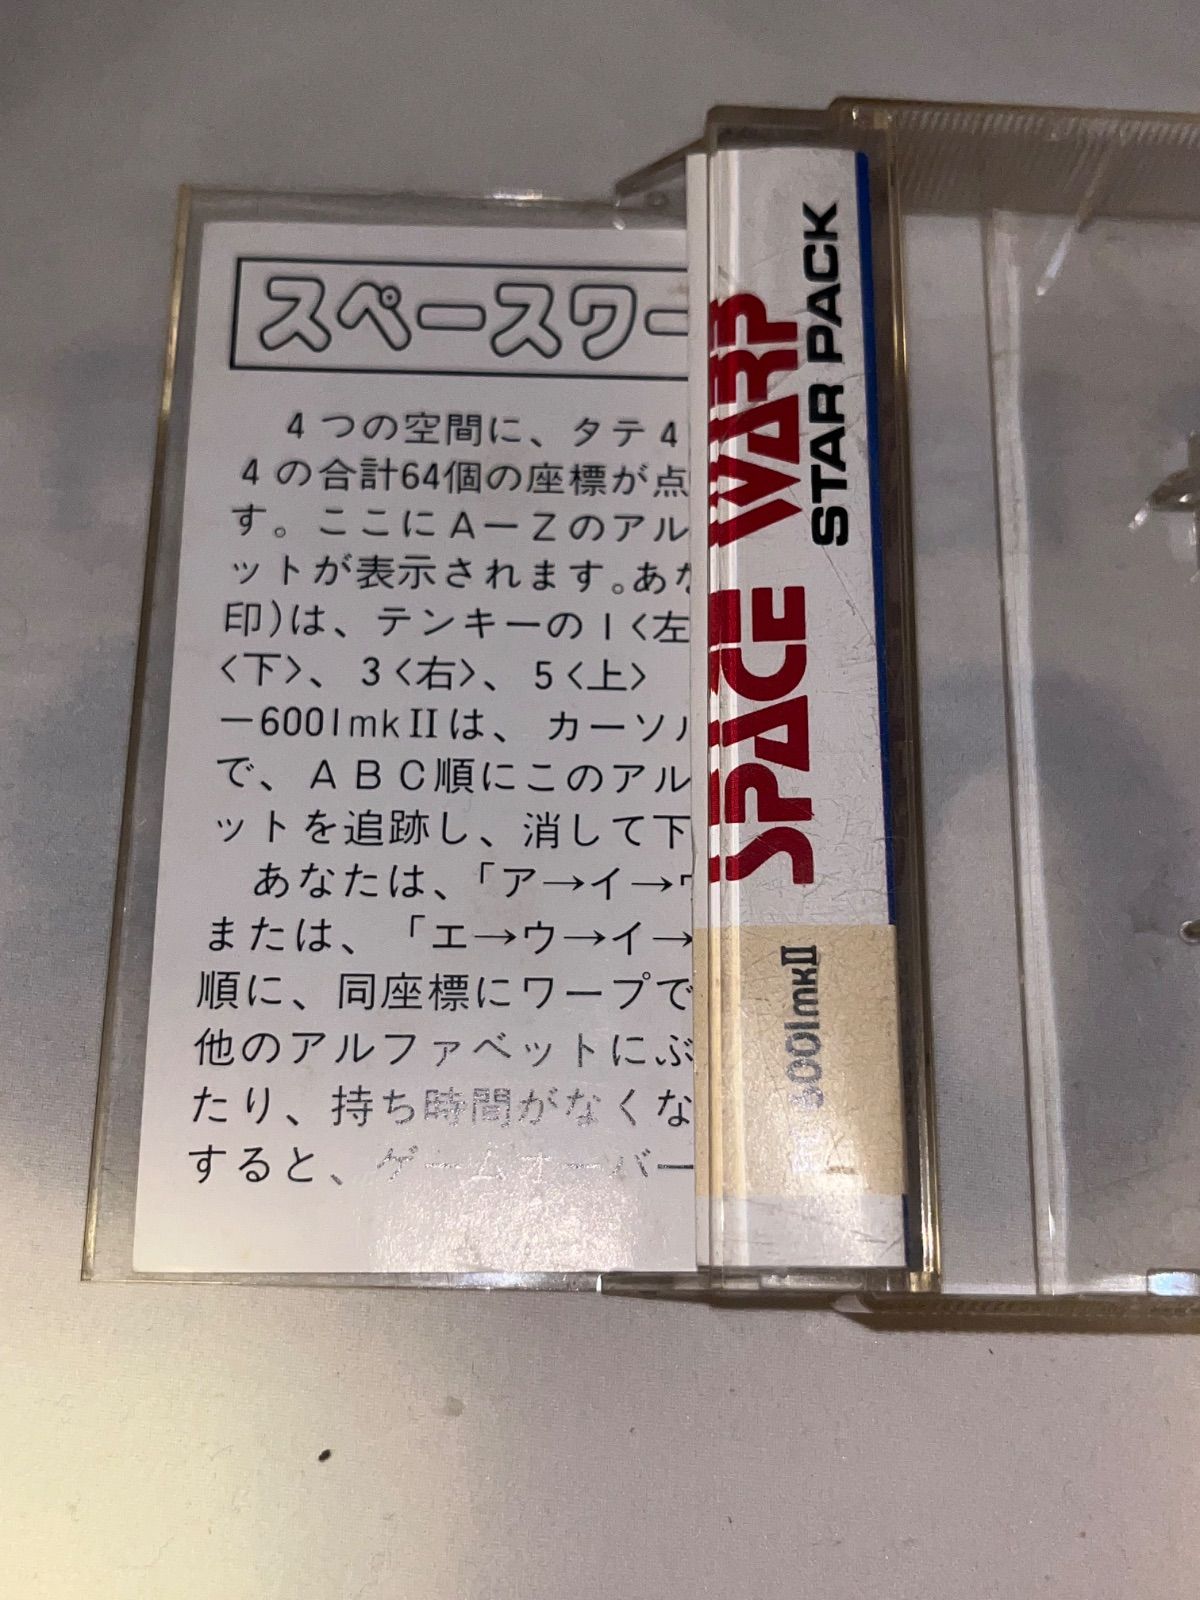 スペースワー
4つの空間に、タテ4
4の合計64個の座標が点
す。ここにA−Zのアル
ットが表示されます。あな
印)は、テンキーの1<左
<下>、3<右>、5<上>
−6001mkIIは、カーソル
で、ABC順にこのアル
ットを追跡し、消して下
あなたは、「ア→イ→ウ
または、「エ→ウ→イ→
順に、同座標にワープで
他のアルファベットにぶ
たり、持ち時間がなくな
すると、ゲームオーバー
SPACE WARP
STAR PACK
6001mkII